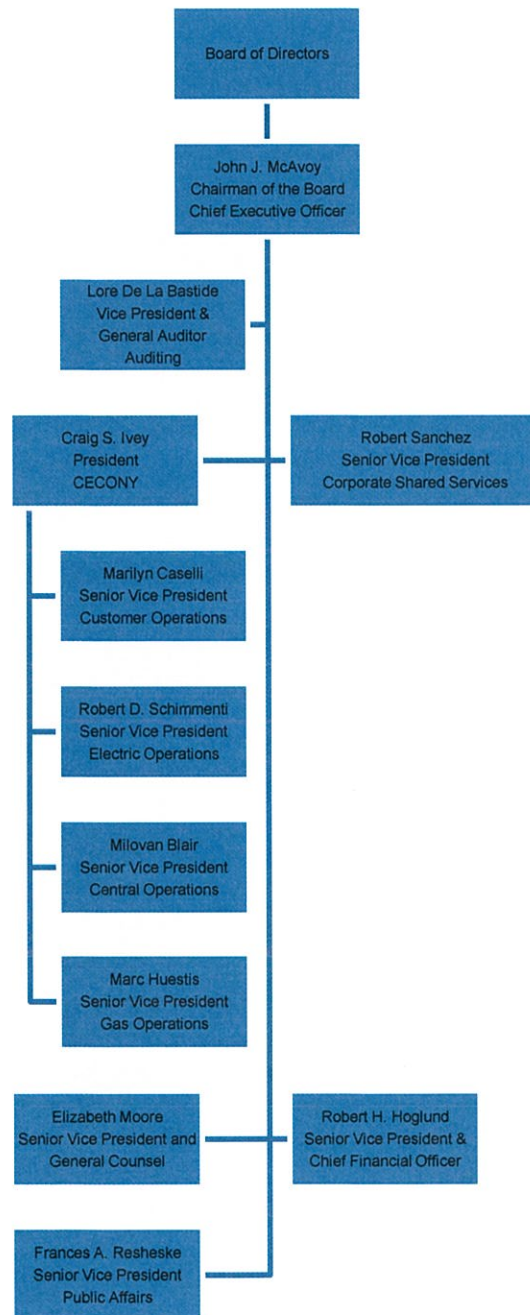 Board of Directors
John J. McAvoy
Chairman of the Board
Chief Executive Officer
Lore De La Bastide
Vice President &
General Auditor
Auditing
Craig S. Ivey
President
CECONY
Robert Sanchez
Senior Vice President
Corporate Shared Services
Marilyn Caselli
Senior Vice President
Customer Operations
Robert D. Schimmenti
Senior Vice President
Electric Operations
Milovan Blair
Senior Vice President
Central Operations
Marc Huestis
Senior Vice President
Gas Operations
Elizabeth Moore
Senior Vice President and
General Counsel
Robert H. Hoglund
Senior Vice President &
Chief Financial Officer
Frances A. Resheske
Senior Vice President
Public Affairs